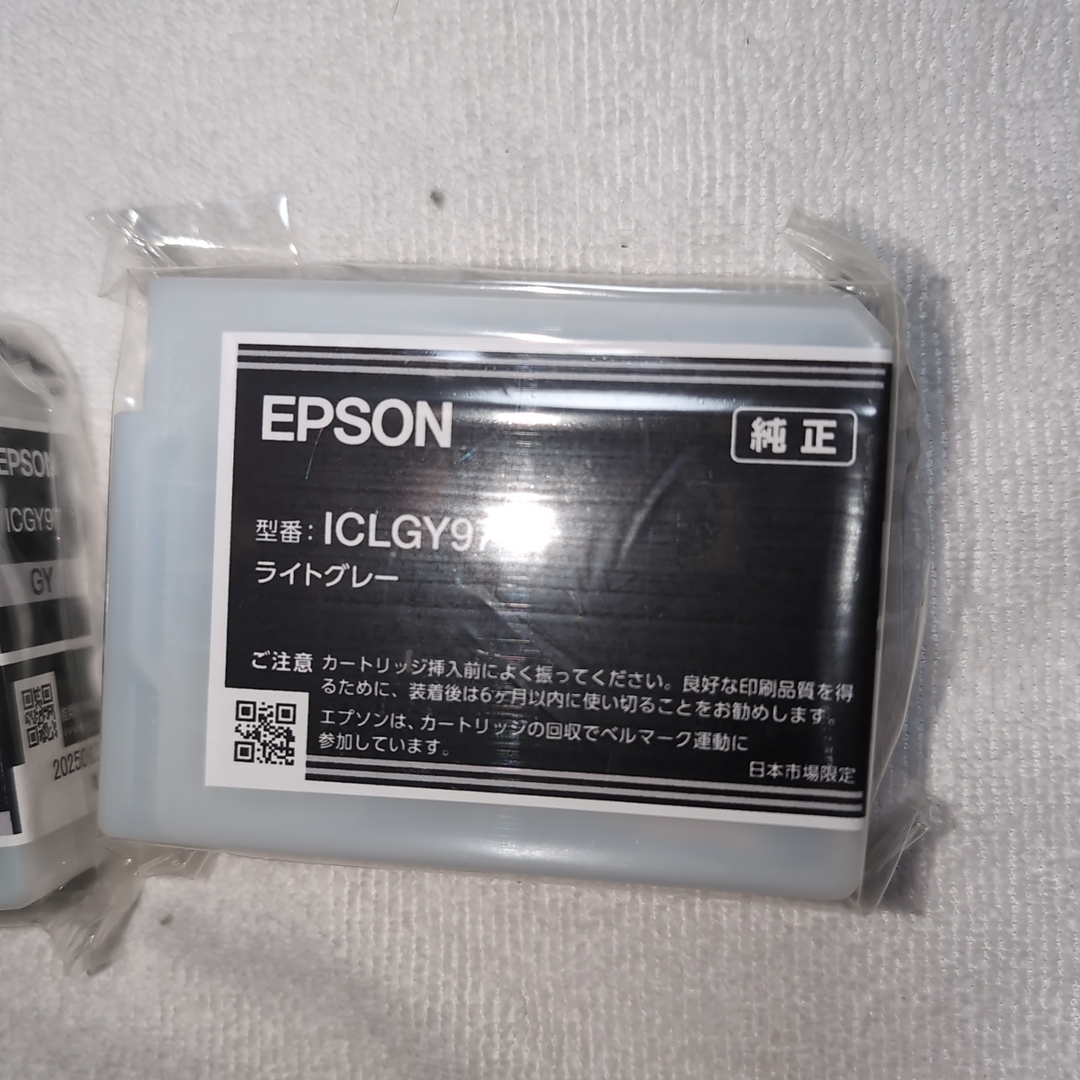 EPSON
純正
型番: ICLGY97
ライトグレー
ご注意 カートリッジ挿入前によく振ってください。良好な印刷品質を得
るために、装着後は6ヶ月以内に使い切ることをお勧めします。
エプソンは、カートリッジの回収でベルマーク運動に
参加しています。
日本市場限定
EPSON
ICGY97
GY